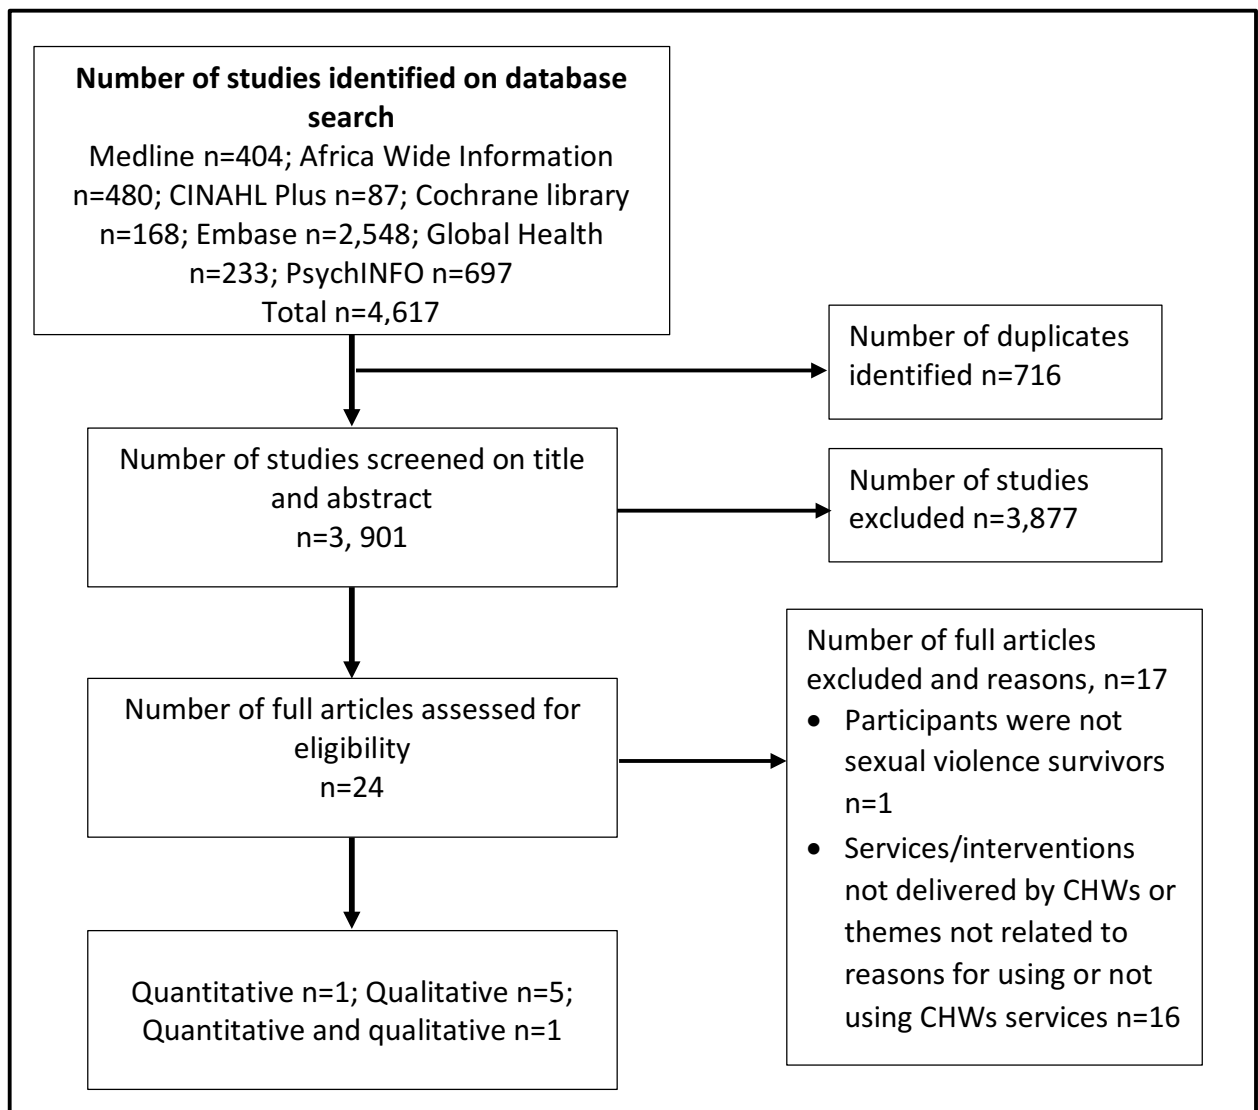 Number of studies identified on database
search
Medline n=404; Africa Wide Information
n=480; CINAHL Plus n=87; Cochrane library
n=168; Embase n=2,548; Global Health
n=233; PsychINFO n=697
Total n=4,617
Number of duplicates
identified n=716
Number of studies screened on title
and abstract
n=3, 901
Number of studies
excluded n=3,877
Number of full articles assessed for
eligibility
n=24
Number of full articles
excluded and reasons, n=17
• Participants were not
sexual violence survivors
n=1
• Services/interventions
not delivered by CHWs or
themes not related to
reasons for using or not
using CHWs services n=16
Quantitative n=1; Qualitative n=5;
Quantitative and qualitative n=1